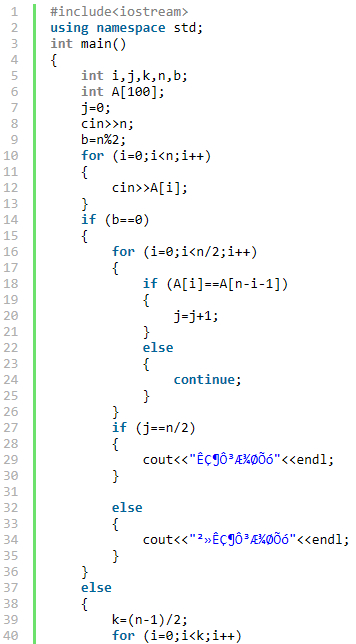 1 #include<iostream>
2 using namespace std;
3 int main()
4 {
5 int i,j,k,n,b;
6 int A[100];
7 j=0;
8 cin>>n;
9 b=n%2;
10 for (i=0;i<n;i++)
11 {
12 cin>>A[i];
13 }
14 if (b==0)
15 {
16 for (i=0;i<n/2;i++)
17 {
18 if (A[i]==A[n-i-1])
19 {
20 j=j+1;
21 }
22 else
23 {
24 continue;
25 }
26 }
27 if (j==n/2)
28 {
29 cout<<"ÊÇ¶Ô³Æ¾ØÕó"<<endl;
30 }
31
32 else
33 {
34 cout<<"²»ÊÇ¶Ô³Æ¾ØÕó"<<endl;
35 }
36 }
37 else
38 {
39 k=(n-1)/2;
40 for (i=0;i<k;i++)